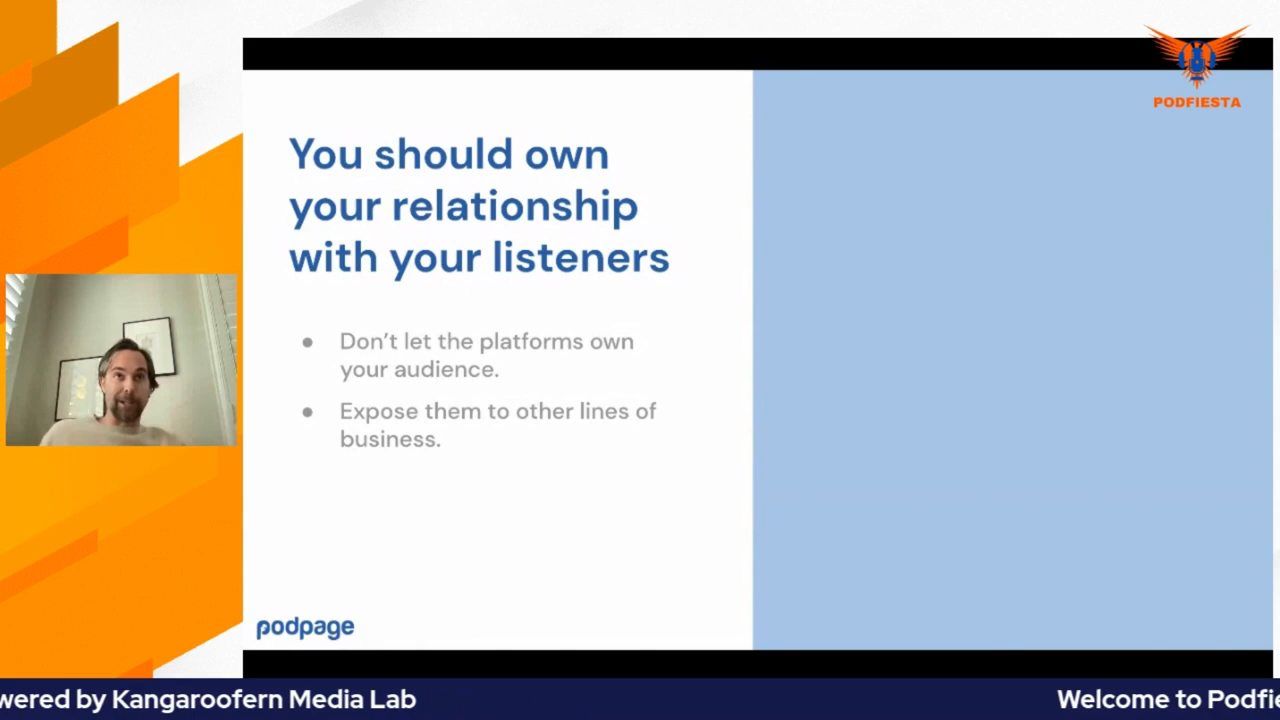 PODFIESTA
You should own
your relationship
with your listeners
● Don't let the platforms own
your audience.
● Expose them to other lines of
business.
podpage
wered by Kangaroofern Media Lab
Welcome to Podfie